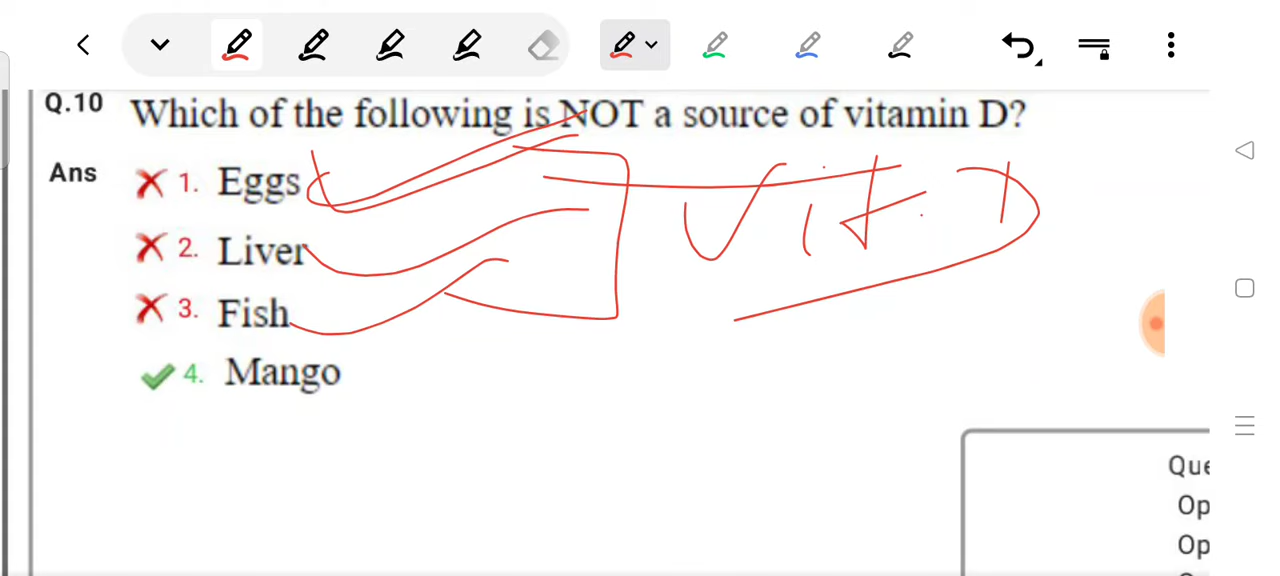 Q.10 Which of the following is NOT a source of vitamin D?
Ans 1. Eggs
2. Liver
3. Fish
4. Mango
Vit. D
Que
Op
Op